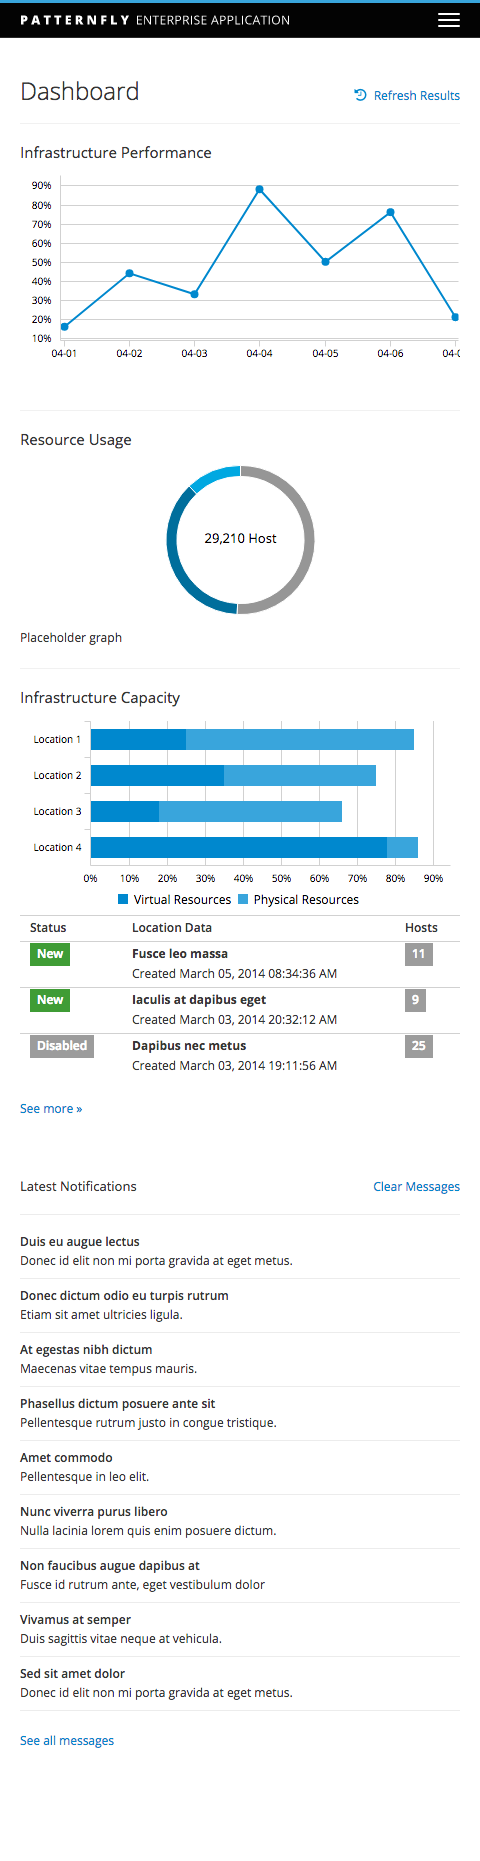 PATTERNFLY ENTERPRISE APPLICATION
Dashboard
Refresh Results
Infrastructure Performance
90%
80%
70%
60%
50%
40%
30%
20%
10%
04-01 04-02 04-03 04-04 04-05 04-06
Resource Usage
29,210 Host
Placeholder graph
Infrastructure Capacity
Location 1
Location 2
Location 3
Location 4
0% 10% 20% 30% 40% 50% 60% 70% 80% 90%
Virtual Resources Physical Resources
Status Location Data Hosts
New Fusce leo massa 11
Created March 05, 2014 08:34:36 AM
New Iaculis at dapibus eget 9
Created March 03, 2014 20:32:12 AM
Disabled Dapibus nec metus 25
Created March 03, 2014 19:11:56 AM
See more »
Latest Notifications Clear Messages
Duis eu augue lectus
Donec id elit non mi porta gravida at eget metus.
Donec dictum odio eu turpis rutrum
Etiam sit amet ultricies ligula.
At egestas nibh dictum
Maecenas vitae tempus mauris.
Phasellus dictum posuere ante sit
Pellentesque rutrum justo in congue tristique.
Amet commodo
Pellentesque in leo elit.
Nunc viverra purus libero
Nulla lacinia lorem quis enim posuere dictum.
Non faucibus augue dapibus at
Fusce id rutrum ante, eget vestibulum dolor
Vivamus at semper
Duis sagittis vitae neque at vehicula.
Sed sit amet dolor
Donec id elit non mi porta gravida at eget metus.
See all messages